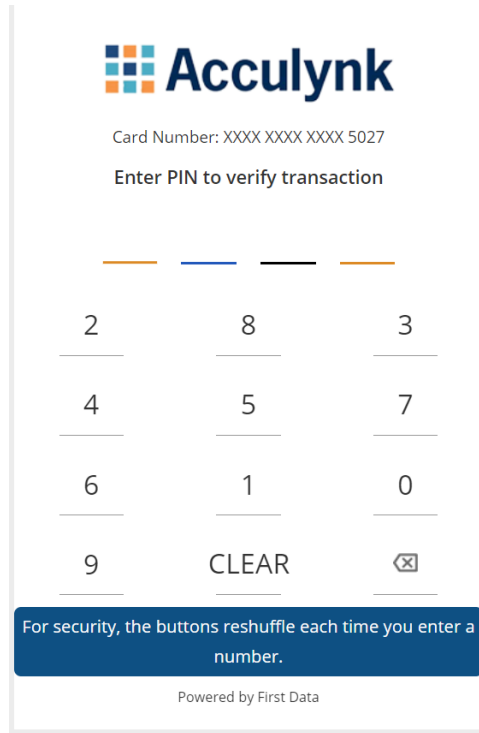 Acculynk
Card Number: XXXX XXXX XXXX 5027
Enter PIN to verify transaction
2 8 3
4 5 7
6 1 0
9 CLEAR
For security, the buttons reshuffle each time you enter a
number.
Powered by First Data